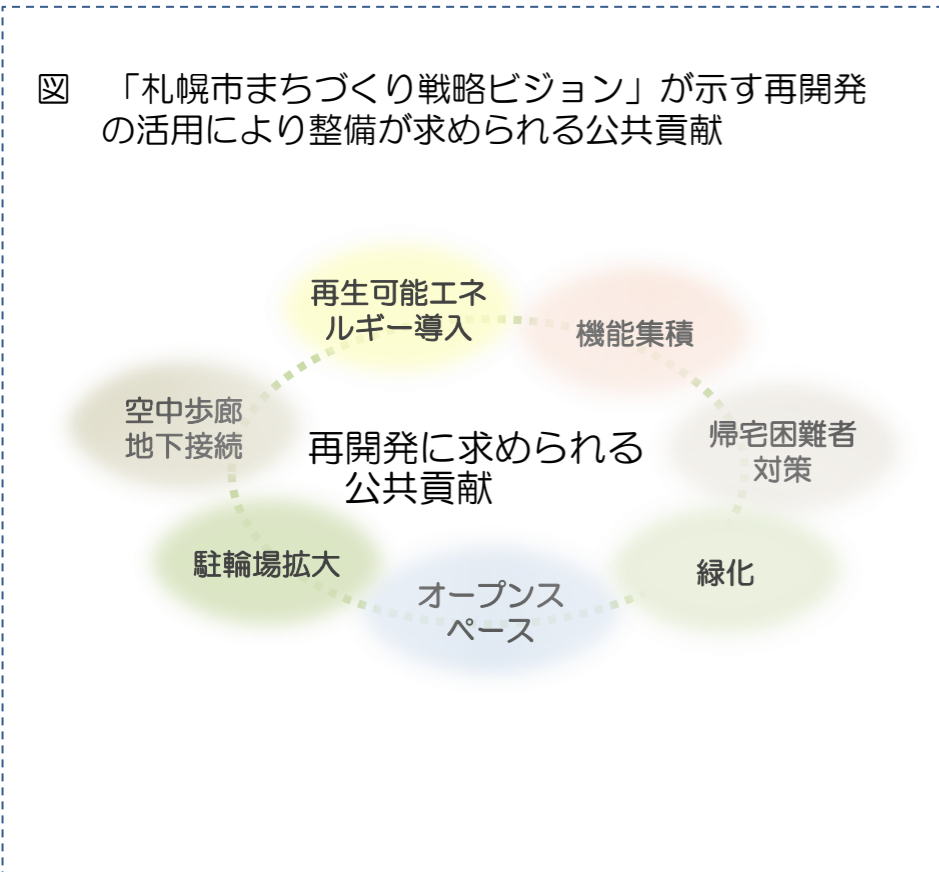 図 「札幌市まちづくり戦略ビジョン」が示す再開発
の活用により整備が求められる公共貢献
再生可能エネ
ルギー導入
機能集積
空中歩廊
地下接続
再開発に求められる
公共貢献
帰宅困難者
対策
駐輪場拡大
オープンス
ペース
緑化